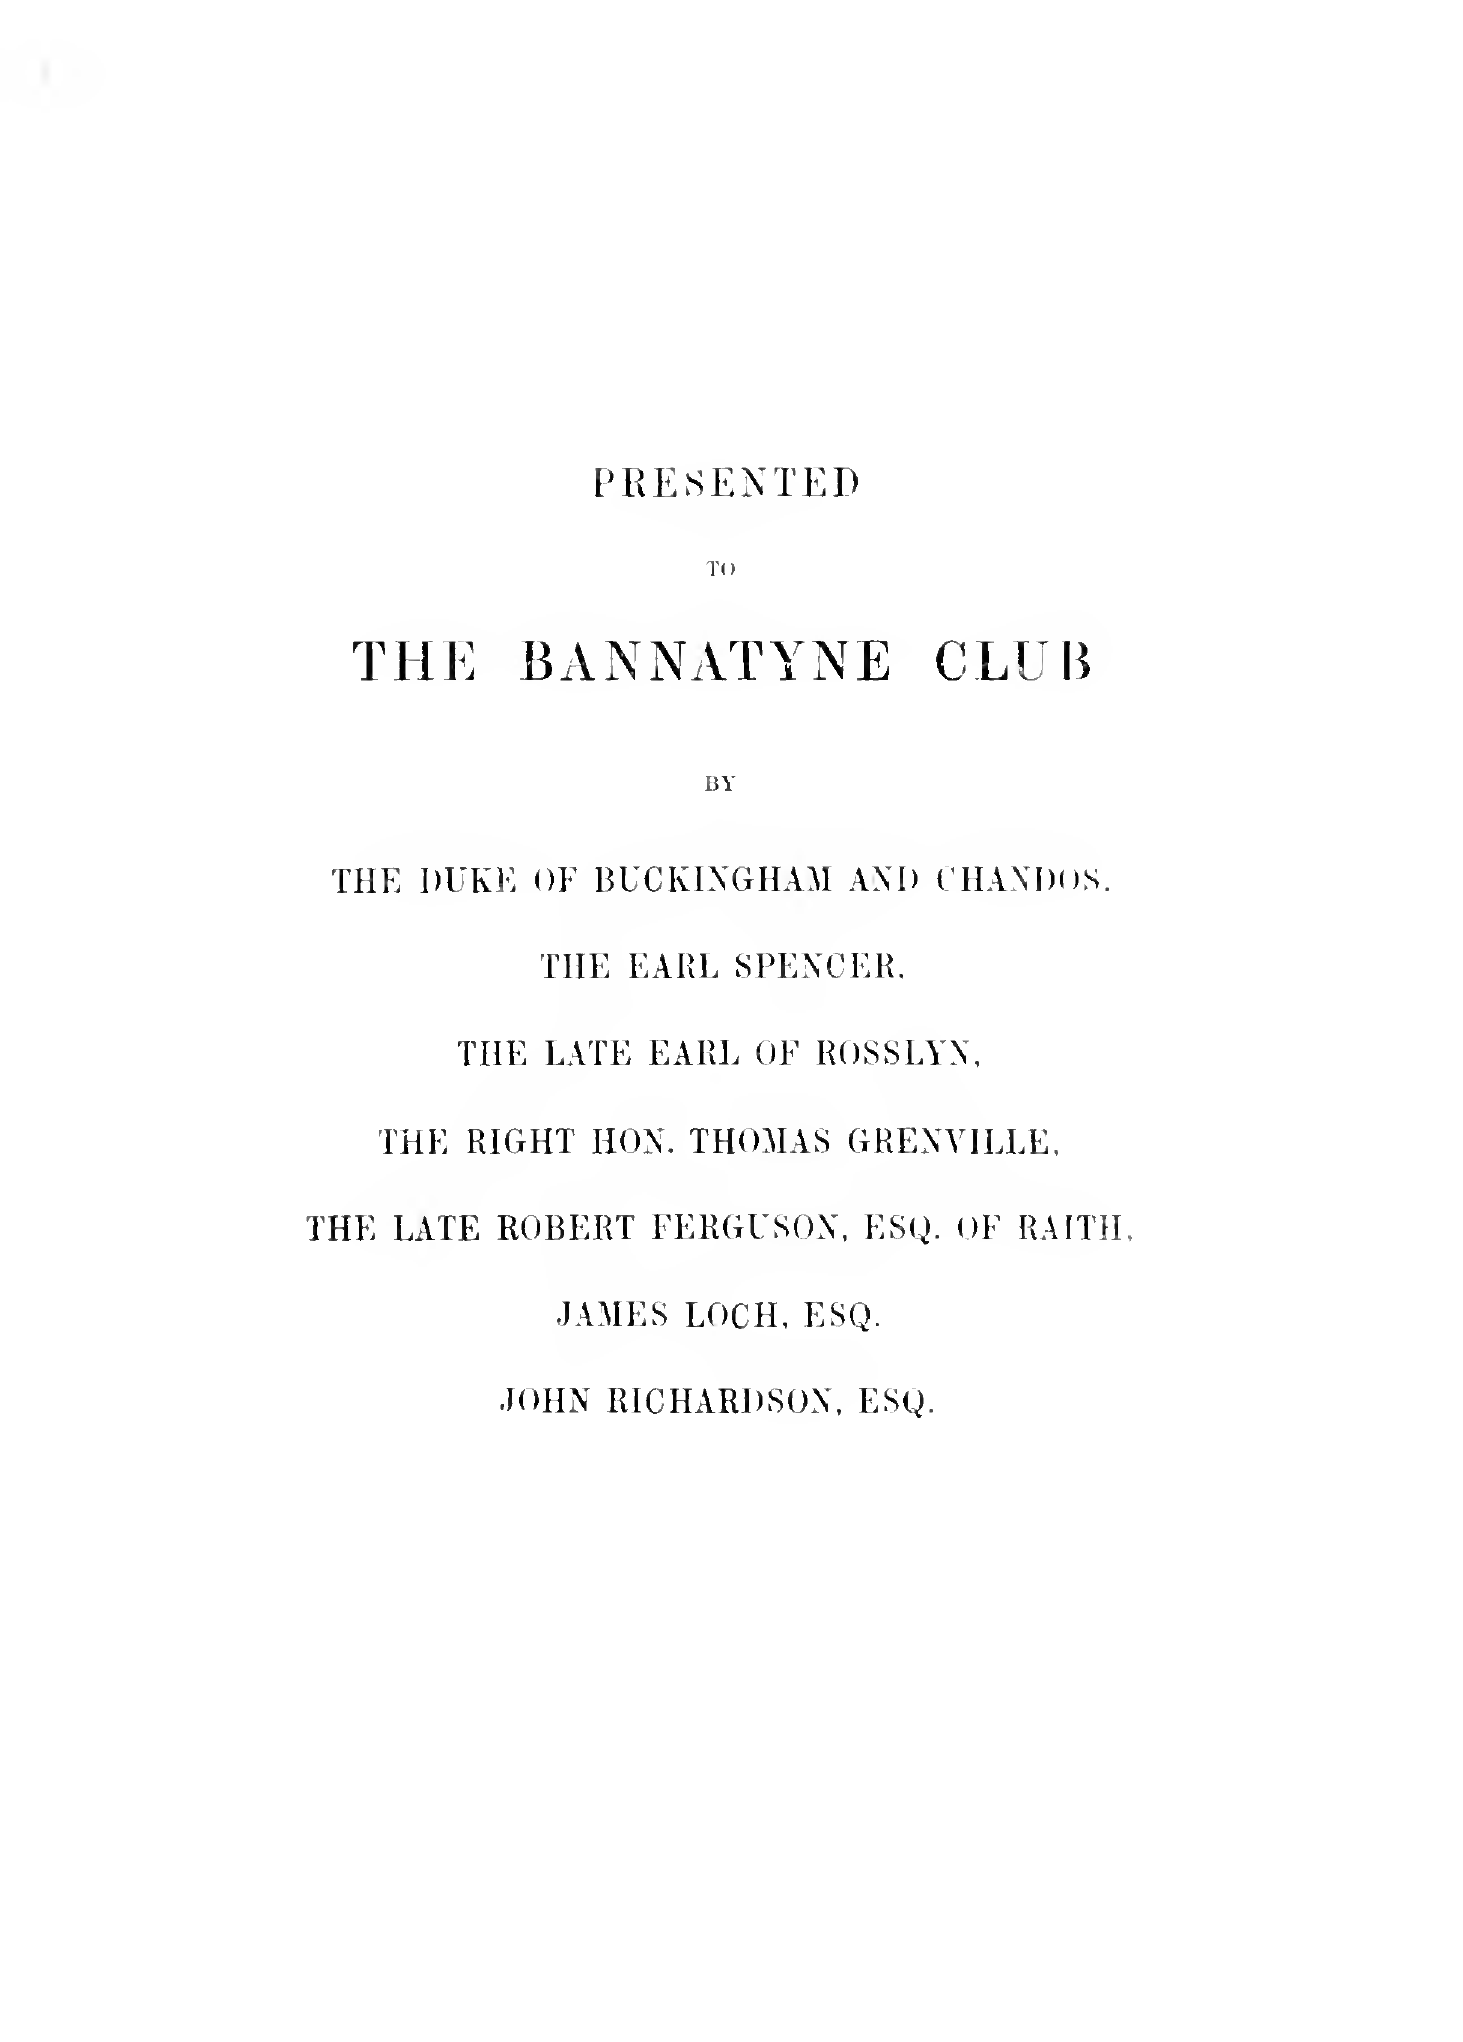 PRESENTED
TO
THE BANNATYNE CLUB
BY
THE DUKE OF BUCKINGHAM AND CHANDOS.
THE EARL SPENCER,
THE LATE EARL OF ROSSLYN,
THE RIGHT HON. THOMAS GRENVILLE,
THE LATE ROBERT FERGUSON, ESQ. OF RAITH,
JAMES LOCH, ESQ.
JOHN RICHARDSON, ESQ.